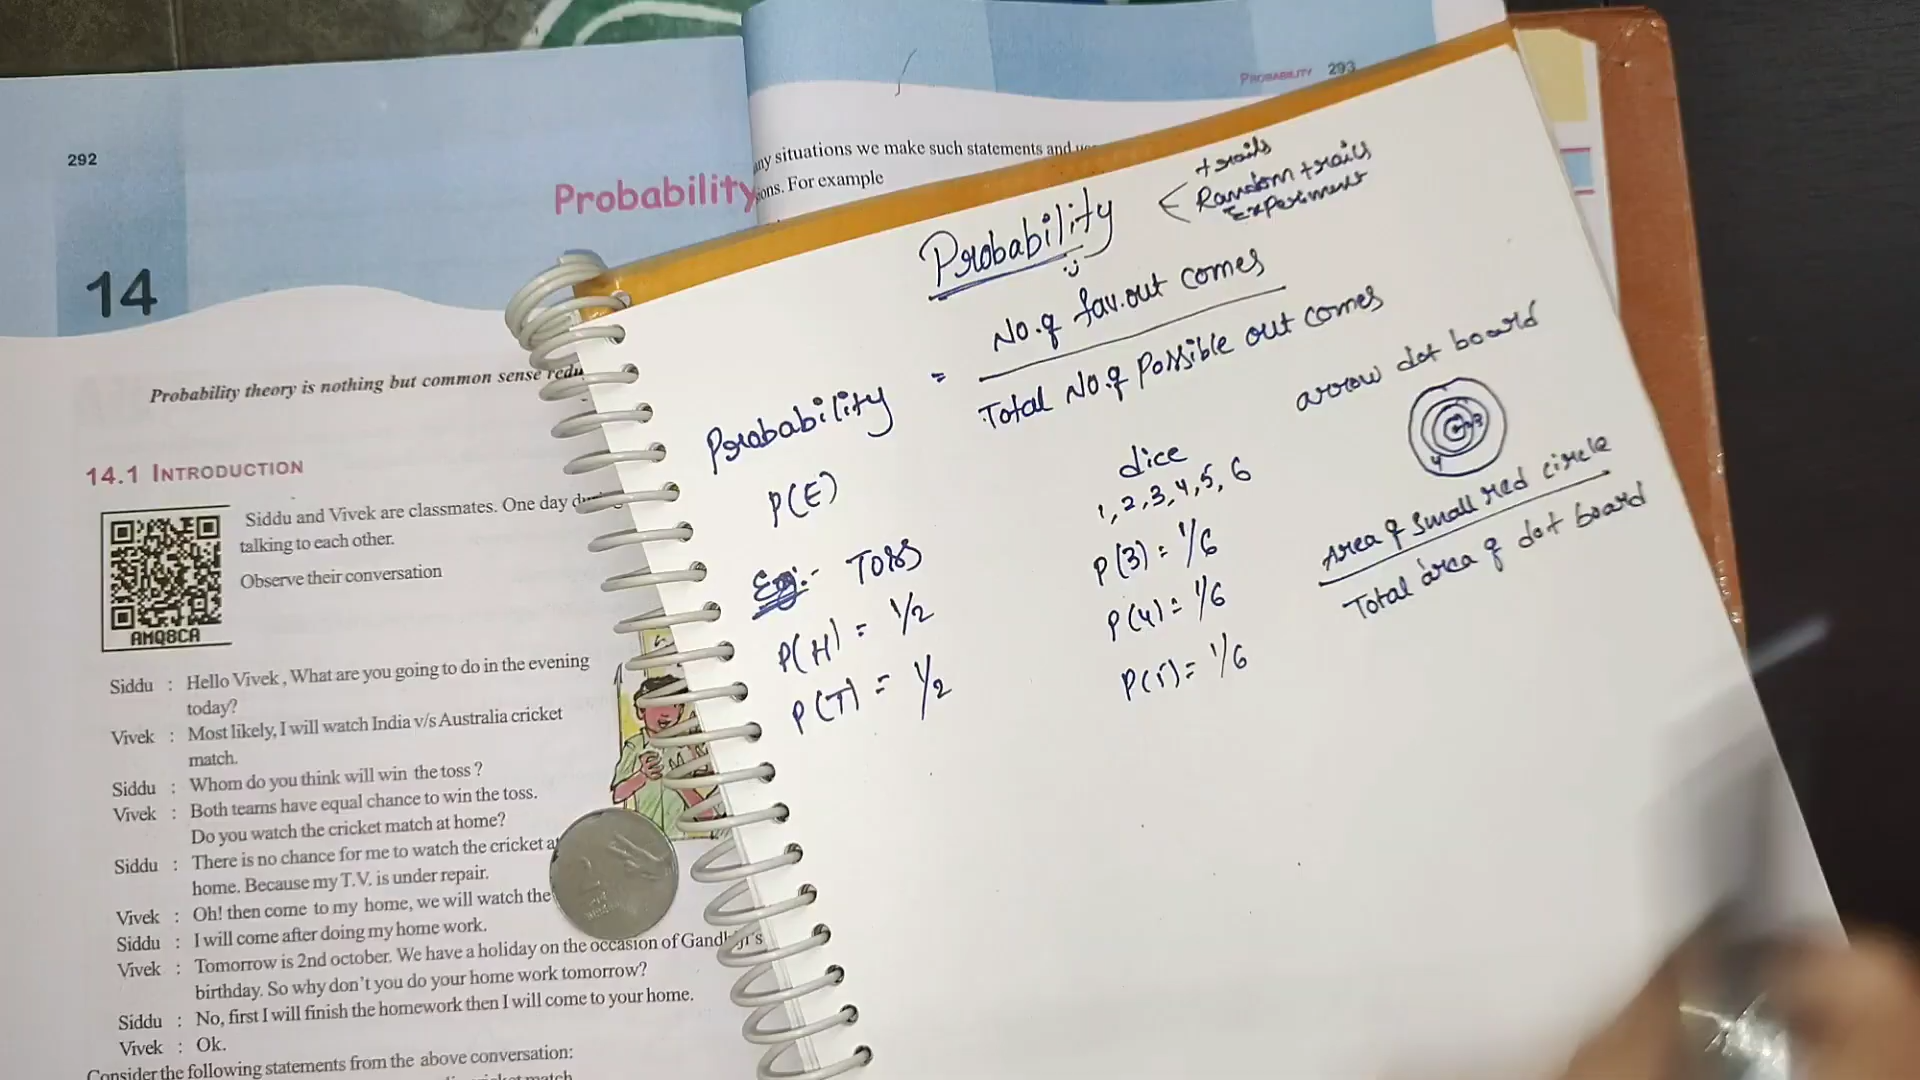 292
Probability
14
Probability theory is nothing but common sense redu
14.1 INTRODUCTION
Siddu and Vivek are classmates. One day
talking to each other.
Observe their conversation
AMQ8CA
Siddu : Hello Vivek, What are you going to do in the evening
today?
Vivek : Most likely, I will watch India v/s Australia cricket
match.
Siddu : Whom do you think will win the toss ?
Vivek : Both teams have equal chance to win the toss.
Do you watch the cricket match at home?
Siddu : There is no chance for me to watch the cricket at
home. Because my T.V. is under repair.
Vivek : Oh! then come to my home, we will watch the
Siddu : I will come after doing my home work.
Vivek : Tomorrow is 2nd october. We have a holiday on the occasion of Gandhiji's
birthday. So why don't you do your home work tomorrow?
Siddu : No, first I will finish the homework then I will come to your home.
Vivek : Ok.
Consider the following statements from the above conversation:
PROBABILITY 293
ny situations we make such statements and
ions. For example
Probability
trails
Random trails
Experiment
Probability = No.of fav.out comes
Total No.of Possible out comes
P(E)
Eg:- Toss
P(H) = 1/2
P(T) = 1/2
dice
1,2,3,4,5,6
P(3) = 1/6
P(4) = 1/6
P(5) = 1/6
arrow dot board
4
Area of small red circle
Total area of dot board